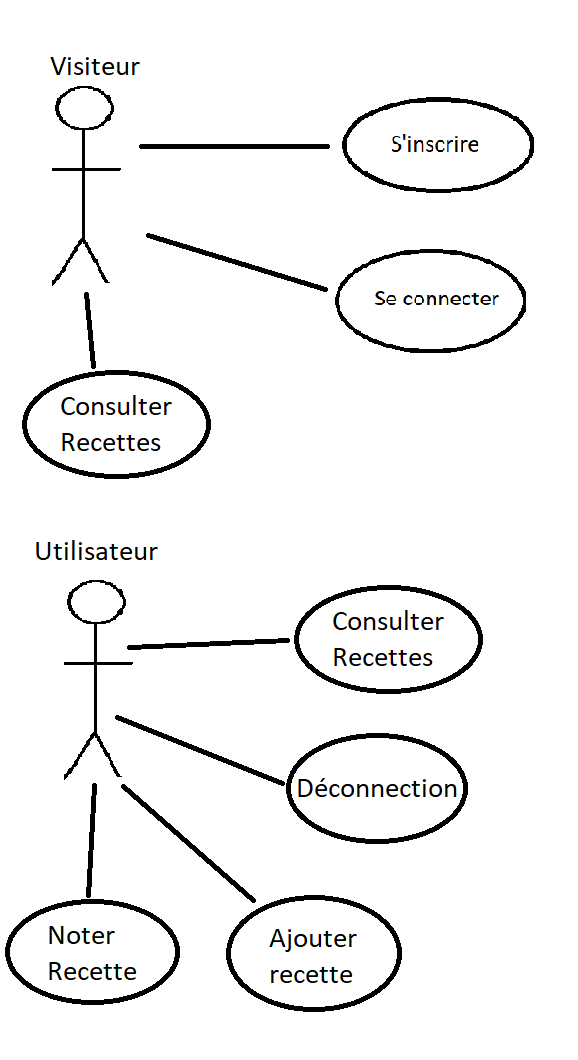 Visiteur
S'inscrire
Se connecter
Consulter
Recettes
Utilisateur
Consulter
Recettes
Déconnection
Noter
Recette
Ajouter
recette